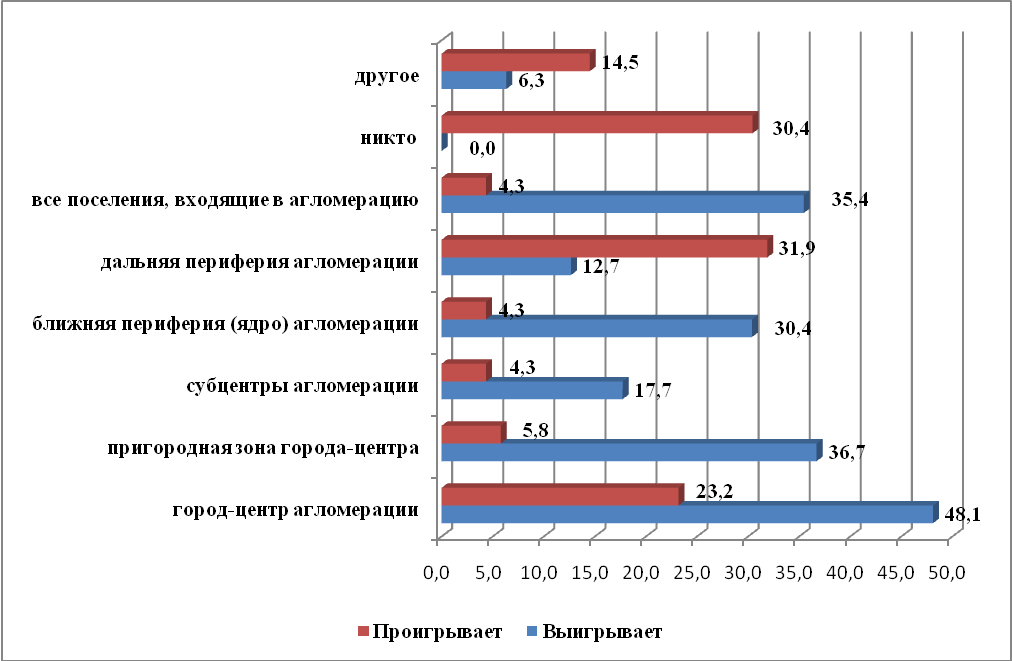 другое
14,5
6,3
никто
30,4
0,0
все поселения, входящие в агломерацию
4,3
35,4
дальняя периферия агломерации
31,9
12,7
ближняя периферия (ядро) агломерации
4,3
30,4
субцентры агломерации
4,3
17,7
пригородная зона города-центра
5,8
36,7
город-центр агломерации
23,2
48,1
0,0 5,0 10,0 15,0 20,0 25,0 30,0 35,0 40,0 45,0 50,0
Проигрывает Выигрывает